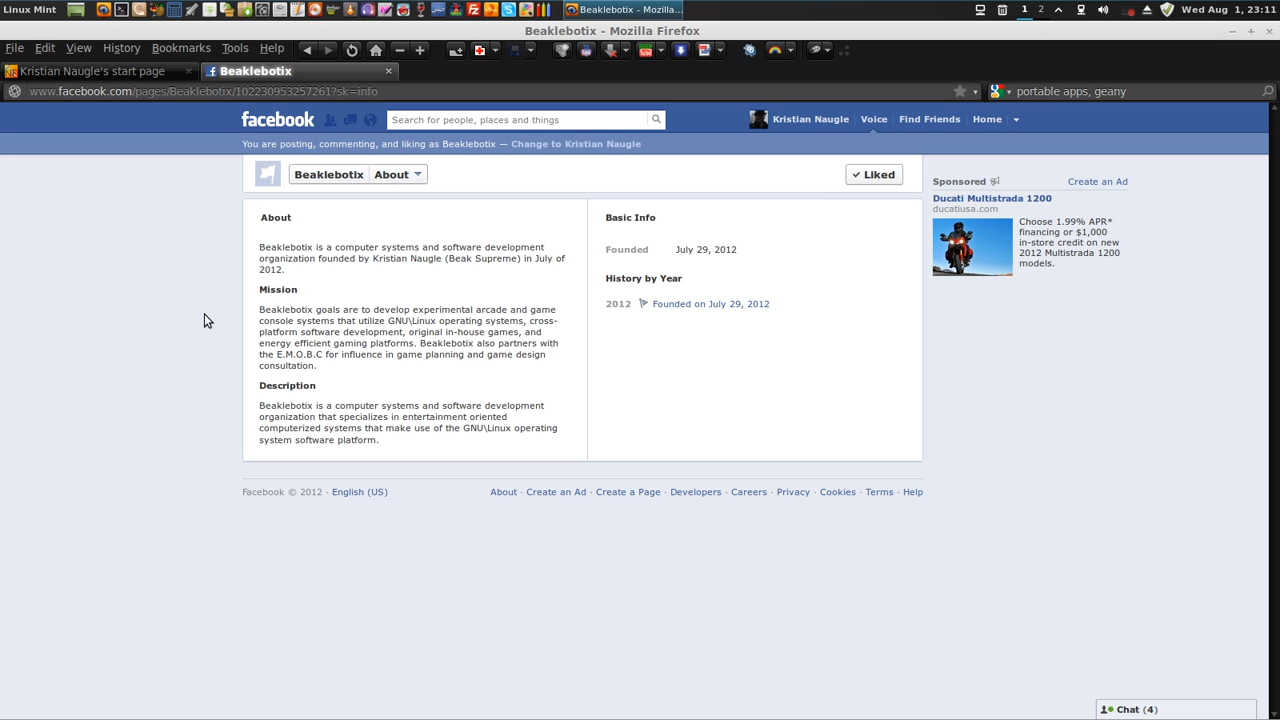 Linux Mint
Beaklebotix - Mozilla...
1 2
Wed Aug 1, 23:11
Beaklebotix - Mozilla Firefox
File Edit View History Bookmarks Tools Help
Kristian Naugle's start page
Beaklebotix
www.facebook.com/pages/Beaklebotix/102230953257261?sk=info
portable apps, geany
facebook
Search for people, places and things
Kristian Naugle Voice Find Friends Home
You are posting, commenting, and liking as Beaklebotix — Change to Kristian Naugle
Beaklebotix About
Liked
About
Beaklebotix is a computer systems and software development
organization founded by Kristian Naugle (Beak Supreme) in July of
2012.
Mission
Beaklebotix goals are to develop experimental arcade and game
console systems that utilize GNU\Linux operating systems, cross-
platform software development, original in-house games, and
energy efficient gaming platforms. Beaklebotix also partners with
the E.M.O.B.C for influence in game planning and game design
consultation.
Description
Beaklebotix is a computer systems and software development
organization that specializes in entertainment oriented
computerized systems that make use of the GNU\Linux operating
system software platform.
Basic Info
Founded July 29, 2012
History by Year
2012 Founded on July 29, 2012
Sponsored
Create an Ad
Ducati Multistrada 1200
ducatiusa.com
Choose 1.99% APR*
financing or $1,000
in-store credit on new
2012 Multistrada 1200
models.
Facebook © 2012 · English (US)
About · Create an Ad · Create a Page · Developers · Careers · Privacy · Cookies · Terms · Help
Chat (4)